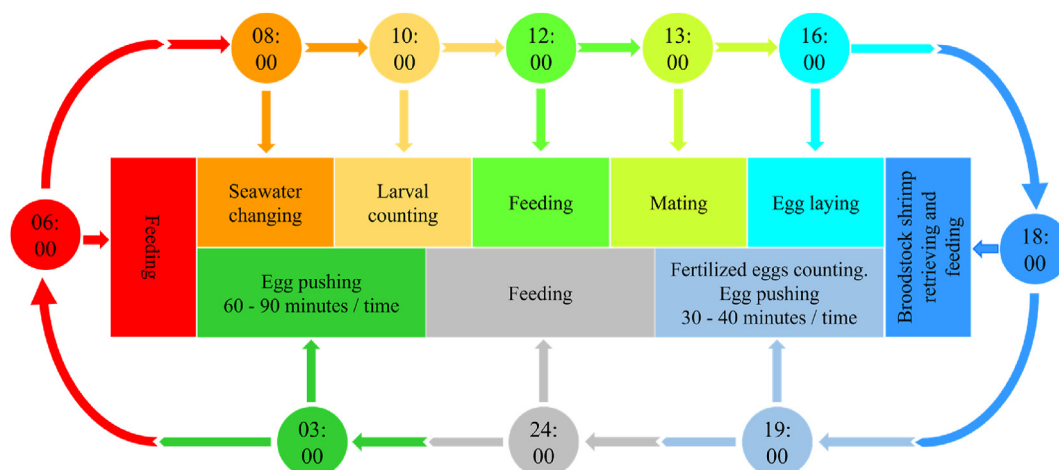 08:
00
10:
00
12:
00
13:
00
16:
00
06:
00
Feeding
Seawater
changing
Larval
counting
Feeding
Mating
Egg laying
Broodstock shrimp
retrieving and
feeding
18:
00
Egg pushing
60 - 90 minutes / time
Feeding
Fertilized eggs counting.
Egg pushing
30 - 40 minutes / time
03:
00
24:
00
19:
00